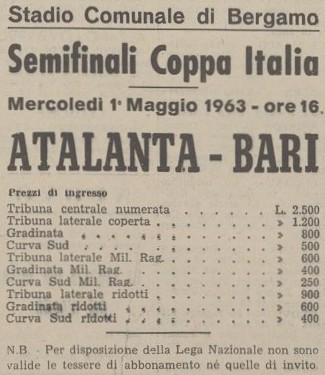 Stadio Comunale di Bergamo
Semifinali Coppa Italia
Mercoledì 1° Maggio 1963 - ore 16.
ATALANTA - BARI
Prezzi di ingresso
Tribuna centrale numerata . . . . . . L. 2.500
Tribuna laterale coperta . . . . . . . » 1.200
Gradinata . . . . . . . . . . » 800
Curva Sud . . . . . . . . . . » 500
Tribuna laterale Mil. Rag. . . . . . . » 600
Gradinata Mil. Rag. . . . . . . . » 400
Curva Sud Mil. Rag. . . . . . . . » 250
Tribuna laterale ridotti . . . . . . . » 900
Gradinata ridotti . . . . . . . . » 600
Curva Sud ridotti . . . . . . . . » 400
N.B. - Per disposizione della Lega Nazionale non sono
valide le tessere di abbonamento né quelle di invito.